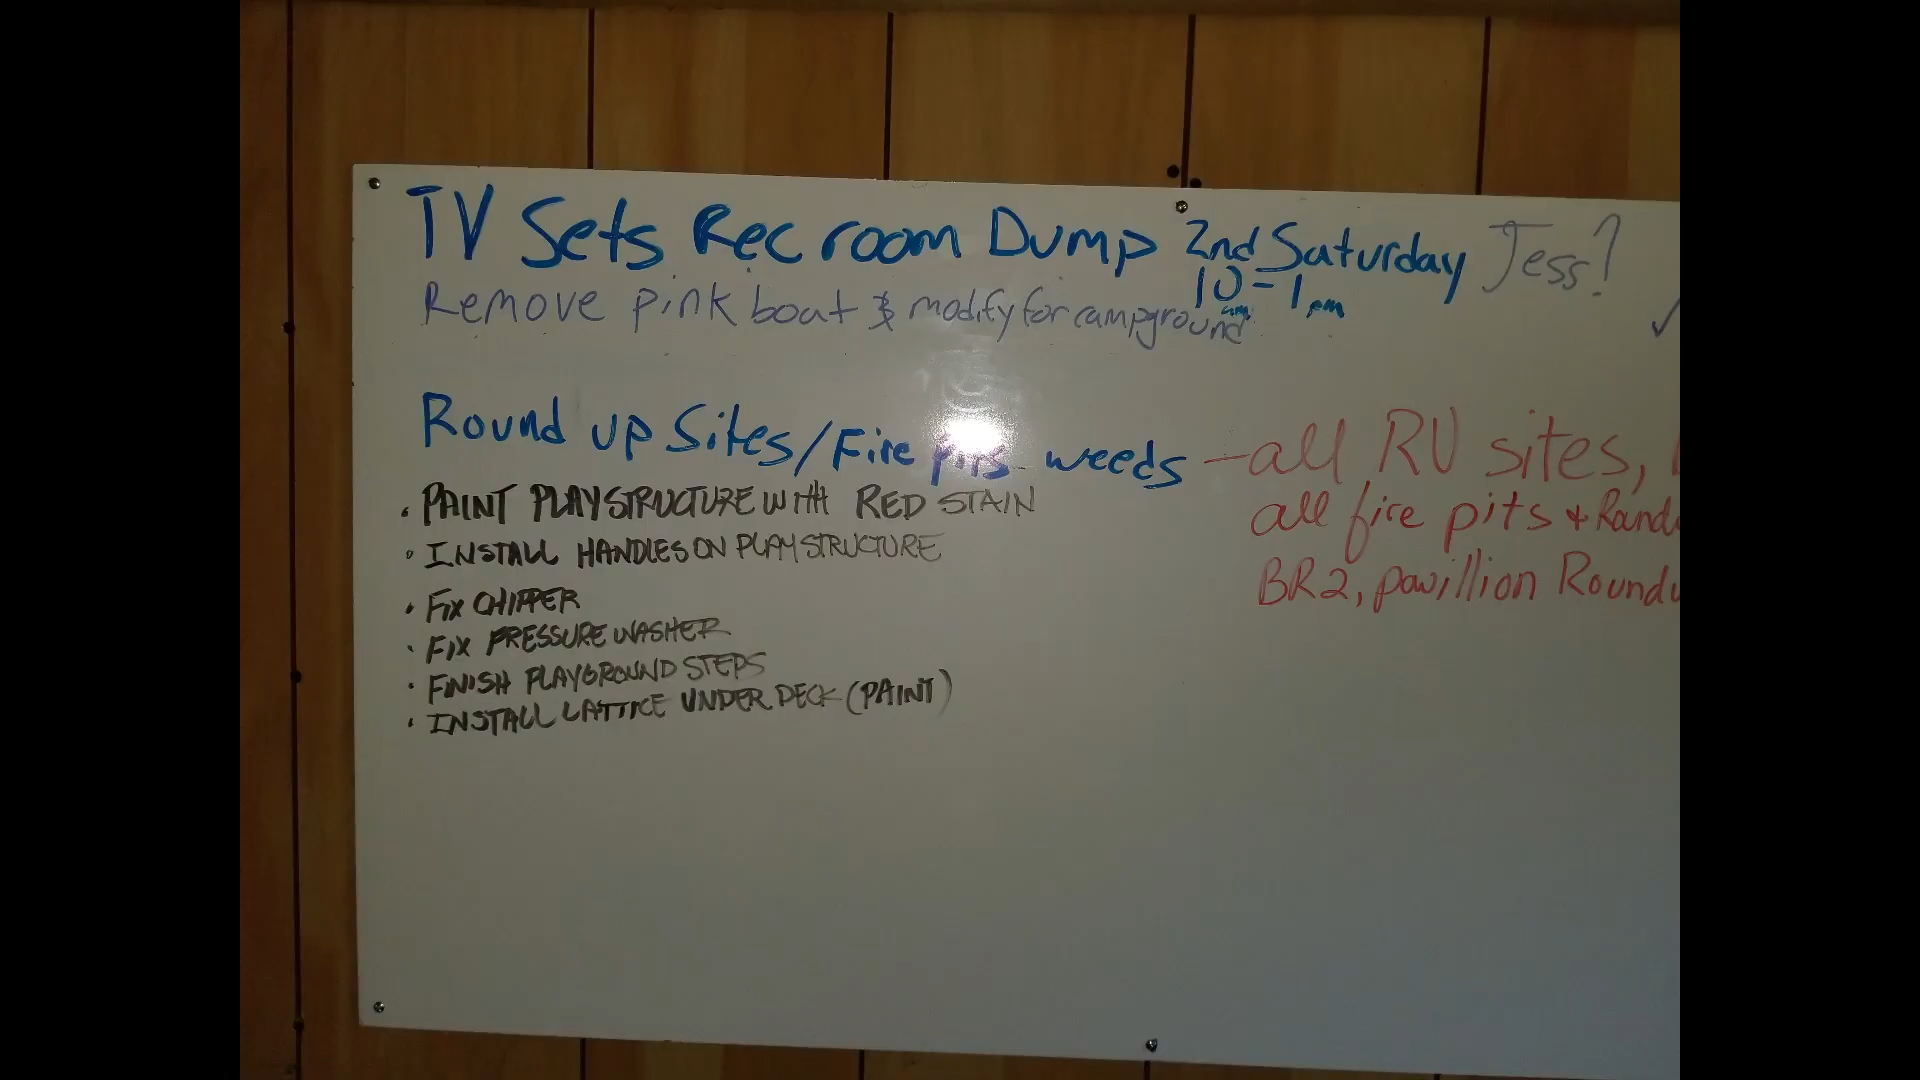 TV Sets Rec room Dump 2nd Saturday Jess?
10am - 1pm
Remove pink boat & modify for campground
Round up Sites/Fire pits weeds - all RV sites,
all fire pits + Round
BR2, pavillion Roundu
• PAINT PLAYSTRUCTURE WITH RED STAIN
• INSTALL HANDLES ON PLAYSTRUCTURE
• FIX CHIPPER
• FIX PRESSURE WASHER
• FINISH PLAYGROUND STEPS
• INSTALL LATTICE UNDER DECK (PAINT)